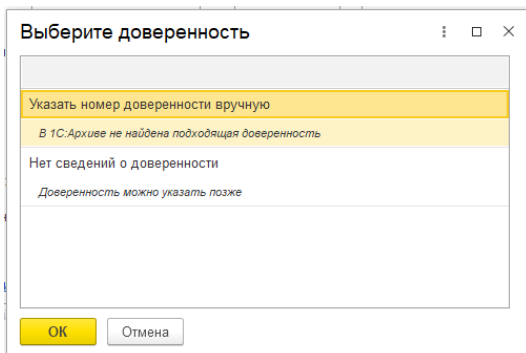 Выберите доверенность
Указать номер доверенности вручную
В 1С:Архиве не найдена подходящая доверенность
Нет сведений о доверенности
Доверенность можно указать позже
ОК
Отмена